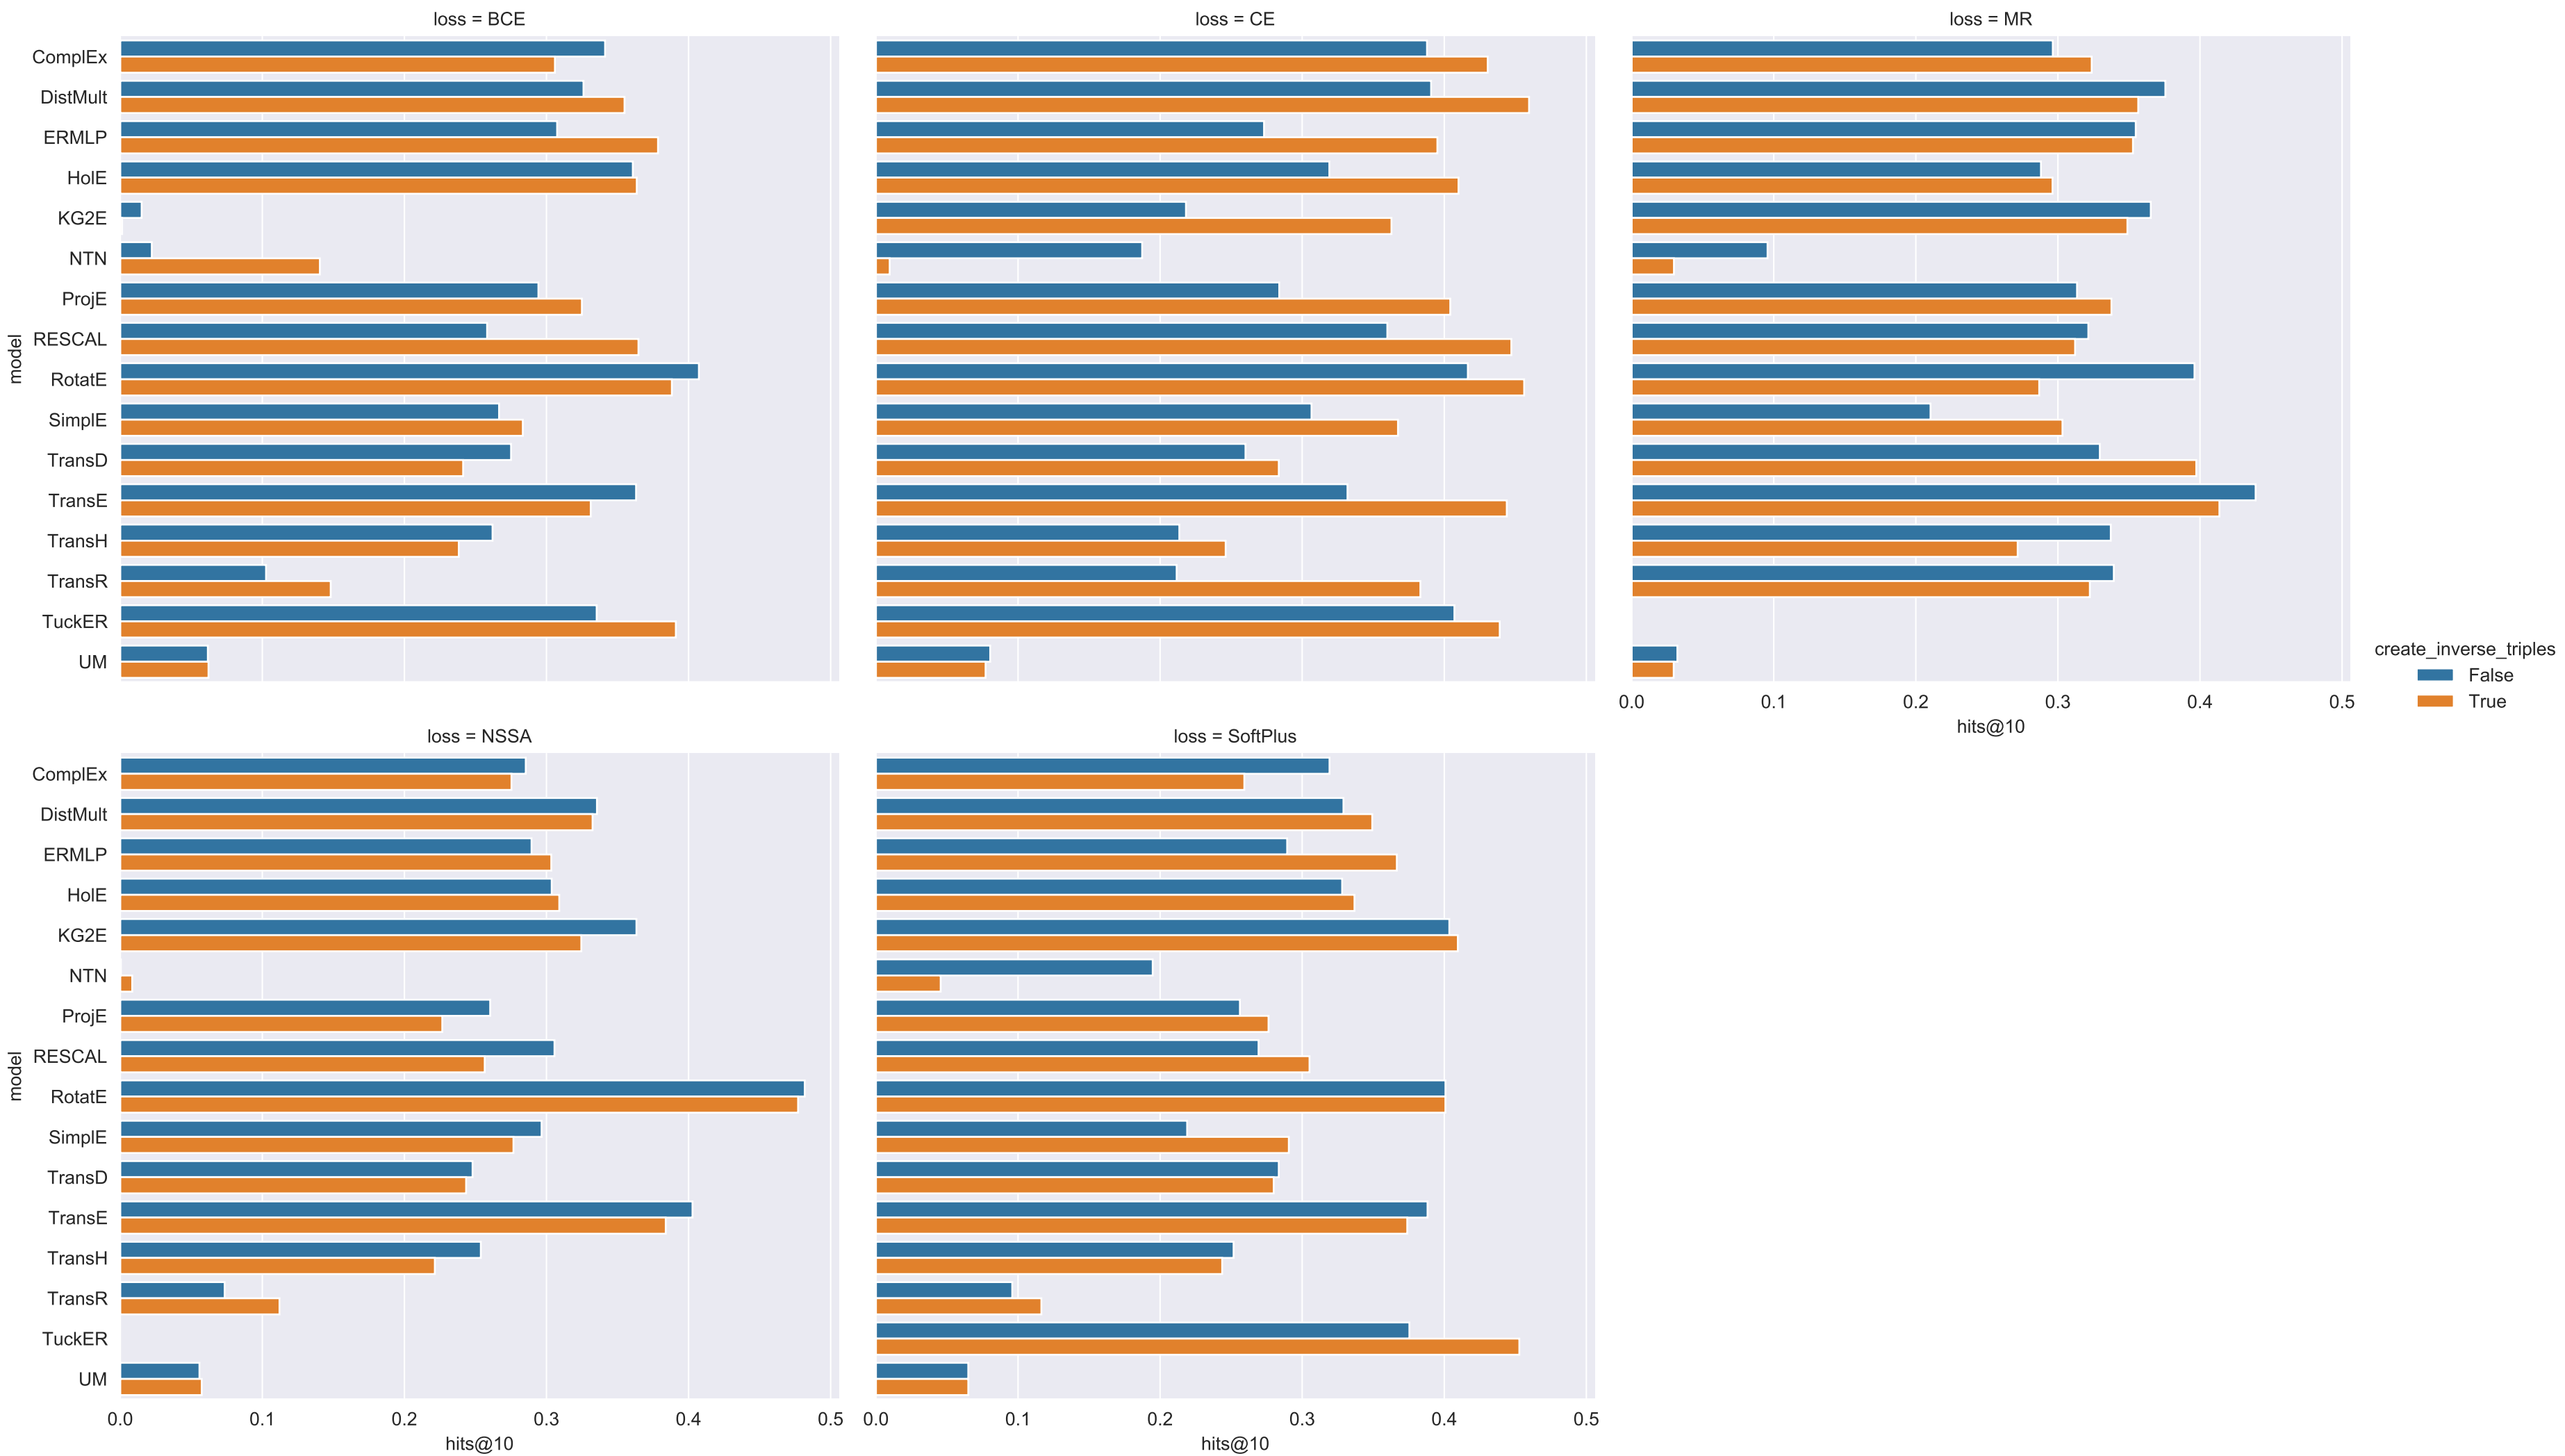 loss = BCE
loss = CE
loss = MR
ComplEx
DistMult
ERMLP
HolE
KG2E
NTN
ProjE
RESCAL
RotatE
SimplE
TransD
TransE
TransH
TransR
TuckER
UM
model
0.0 0.1 0.2 0.3 0.4 0.5
hits@10
create_inverse_triples
False
True
loss = NSSA
loss = SoftPlus
ComplEx
DistMult
ERMLP
HolE
KG2E
NTN
ProjE
RESCAL
RotatE
SimplE
TransD
TransE
TransH
TransR
TuckER
UM
model
0.0 0.1 0.2 0.3 0.4 0.5
hits@10
0.0 0.1 0.2 0.3 0.4 0.5
hits@10